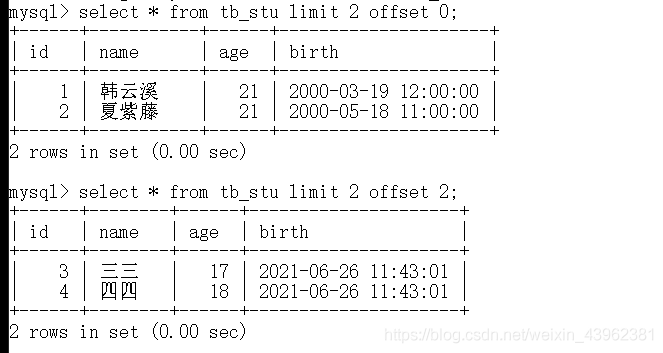 mysql> select * from tb_stu limit 2 offset 0;
+------+-----------+------+---------------------+
| id   | name      | age  | birth               |
+------+-----------+------+---------------------+
|    1 | 韩云溪    |   21 | 2000-03-19 12:00:00 |
|    2 | 夏紫藤    |   21 | 2000-05-18 11:00:00 |
+------+-----------+------+---------------------+
2 rows in set (0.00 sec)
mysql> select * from tb_stu limit 2 offset 2;
+------+--------+------+---------------------+
| id   | name   | age  | birth               |
+------+--------+------+---------------------+
|    3 | 三三   |   17 | 2021-06-26 11:43:01 |
|    4 | 四四   |   18 | 2021-06-26 11:43:01 |
+------+--------+------+---------------------+
2 rows in set (0.00 sec)
https://blog.csdn.net/weixin_43962381